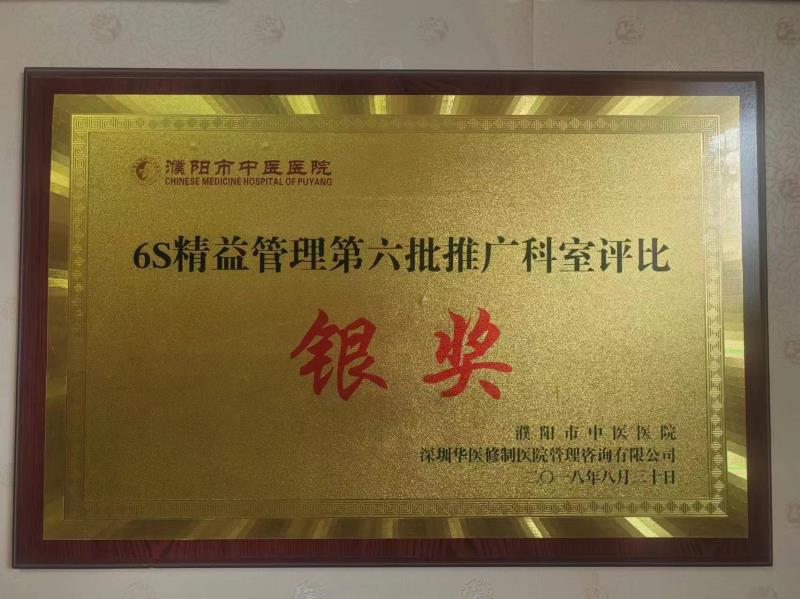 濮阳市中医医院
CHINESE MEDICINE HOSPITAL OF PUYANG
6S精益管理第六批推广科室评比
银奖
濮阳市中医医院
深圳华医修制医院管理咨询有限公司
二〇一八年八月三十日